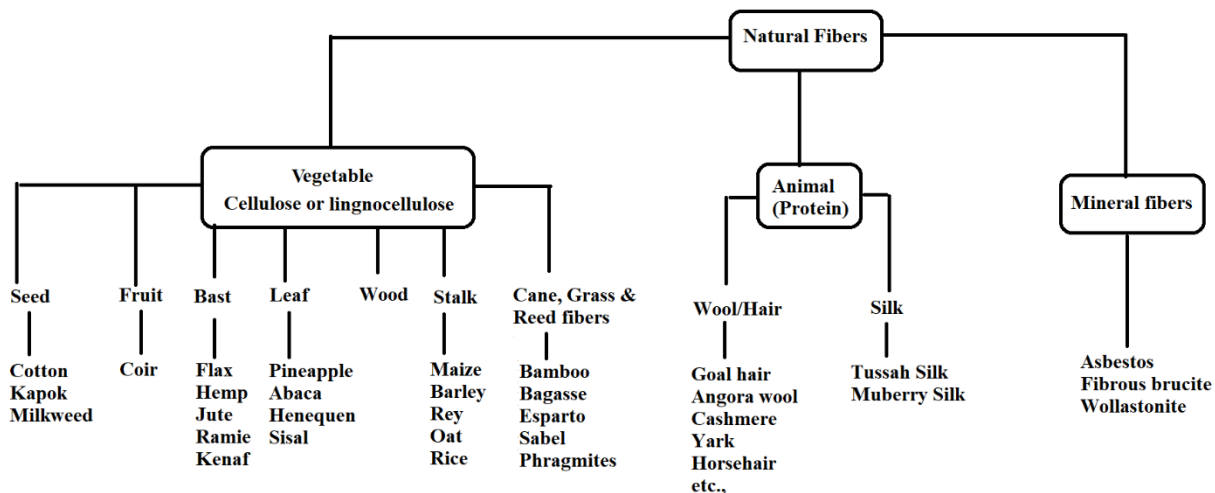 Natural Fibers
Vegetable
Cellulose or lingnocellulose
Animal
(Protein)
Mineral fibers
Seed
Cotton
Kapok
Milkweed
Fruit
Coir
Bast
Flax
Hemp
Jute
Ramie
Kenaf
Leaf
Pineapple
Abaca
Henequen
Sisal
Wood
Stalk
Maize
Barley
Rey
Oat
Rice
Cane, Grass &
Reed fibers
Bamboo
Bagasse
Esparto
Sabel
Phragmites
Wool/Hair
Goal hair
Angora wool
Cashmere
Yark
Horsehair
etc.,
Silk
Tussah Silk
Muberry Silk
Asbestos
Fibrous brucite
Wollastonite